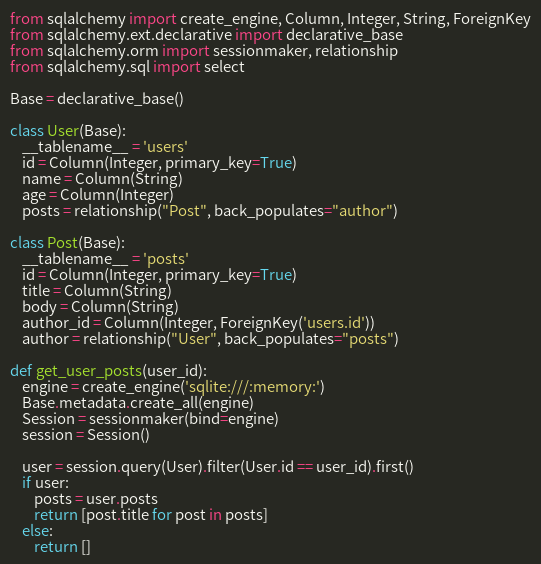 from sqlalchemy import create_engine, Column, Integer, String, ForeignKey
from sqlalchemy.ext.declarative import declarative_base
from sqlalchemy.orm import sessionmaker, relationship
from sqlalchemy.sql import select

Base = declarative_base()

class User(Base):
    __tablename__ = 'users'
    id = Column(Integer, primary_key=True)
    name = Column(String)
    age = Column(Integer)
    posts = relationship("Post", back_populates="author")

class Post(Base):
    __tablename__ = 'posts'
    id = Column(Integer, primary_key=True)
    title = Column(String)
    body = Column(String)
    author_id = Column(Integer, ForeignKey('users.id'))
    author = relationship("User", back_populates="posts")

def get_user_posts(user_id):
    engine = create_engine('sqlite:///:memory:')
    Base.metadata.create_all(engine)
    Session = sessionmaker(bind=engine)
    session = Session()

    user = session.query(User).filter(User.id == user_id).first()
    if user:
        posts = user.posts
        return [post.title for post in posts]
    else:
        return []